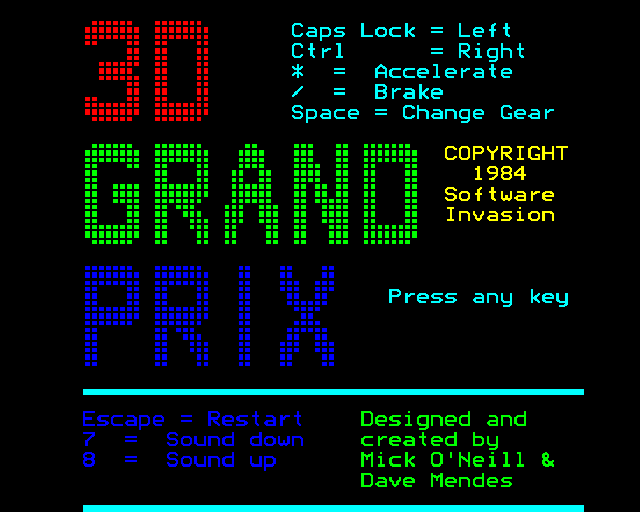 3D
Caps Lock = Left
Ctrl      = Right
*  =  Accelerate
/  =  Brake
Space = Change Gear
GRAND
COPYRIGHT
1984
Software
Invasion
PRIX
Press any key
Escape = Restart
7  =  Sound down
8  =  Sound up
Designed and
created by
Mick O'Neill &
Dave Mendes